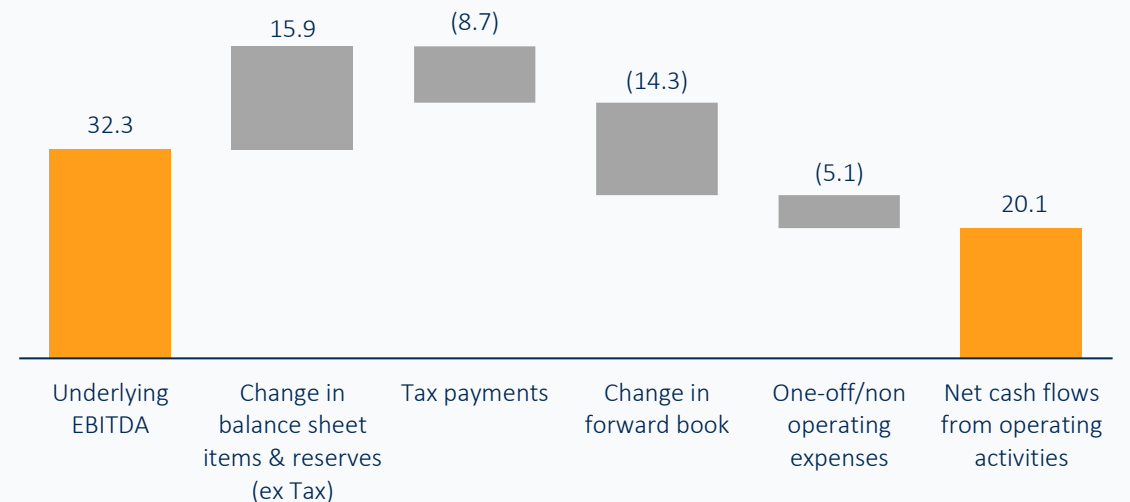 15.9
(8.7)
(14.3)
32.3
(5.1)
20.1
Underlying
EBITDA
Change in
balance sheet
items & reserves
(ex Tax)
Tax payments
Change in
forward book
One-off/non
operating
expenses
Net cash flows
from operating
activities